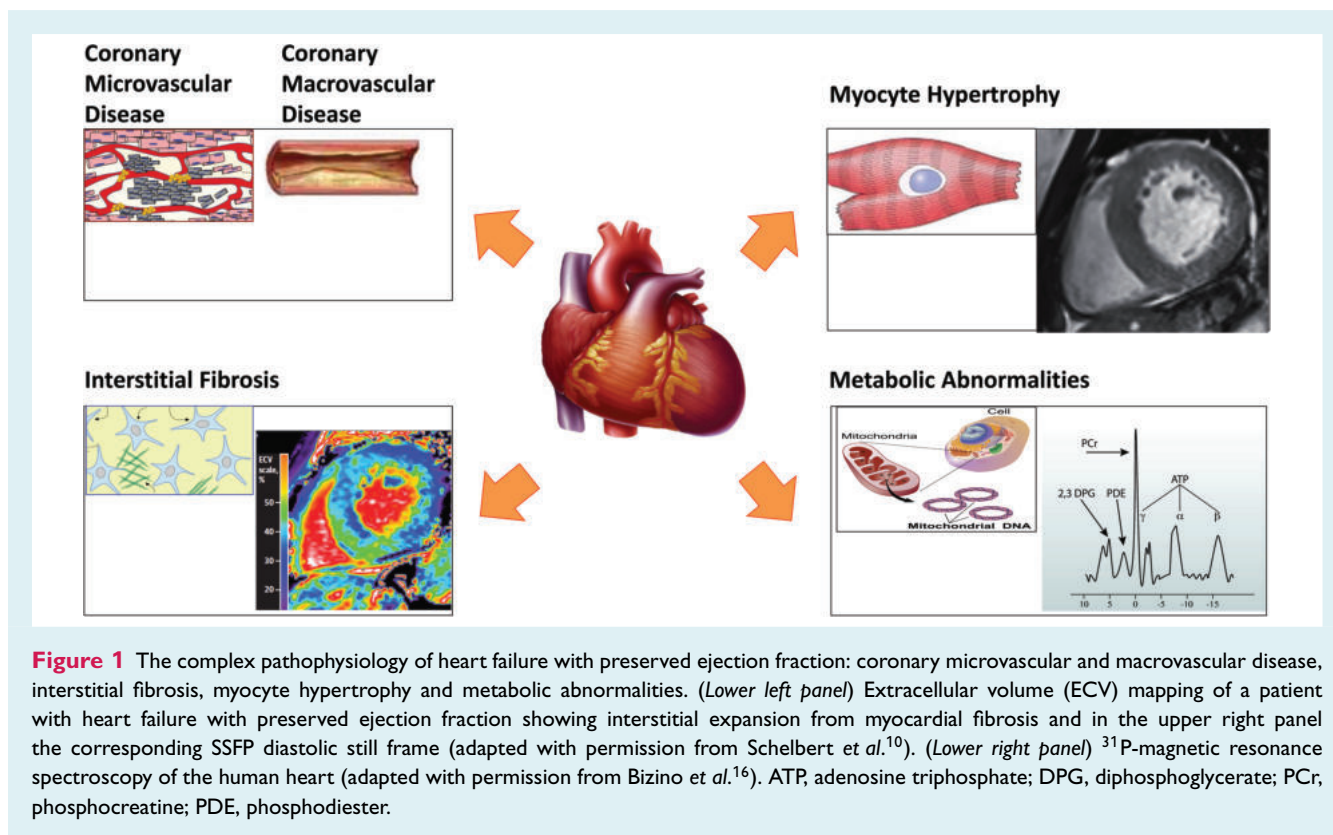 Coronary
Microvascular
Disease
Coronary
Macrovascular
Disease
Myocyte Hypertrophy
Interstitial Fibrosis
ECV
scale,
%
50
40
30
20
Metabolic Abnormalities
Cell
Mitochondria
Mitochondrial DNA
PCr
ATP
2,3 DPG PDE
γ α β
10 5 0 -5 -10 -15
Figure 1 The complex pathophysiology of heart failure with preserved ejection fraction: coronary microvascular and macrovascular disease,
interstitial fibrosis, myocyte hypertrophy and metabolic abnormalities. (Lower left panel) Extracellular volume (ECV) mapping of a patient
with heart failure with preserved ejection fraction showing interstitial expansion from myocardial fibrosis and in the upper right panel
the corresponding SSFP diastolic still frame (adapted with permission from Schelbert et al.¹⁰). (Lower right panel) ³¹P-magnetic resonance
spectroscopy of the human heart (adapted with permission from Bizino et al.¹⁶). ATP, adenosine triphosphate; DPG, diphosphoglycerate; PCr,
phosphocreatine; PDE, phosphodiester.